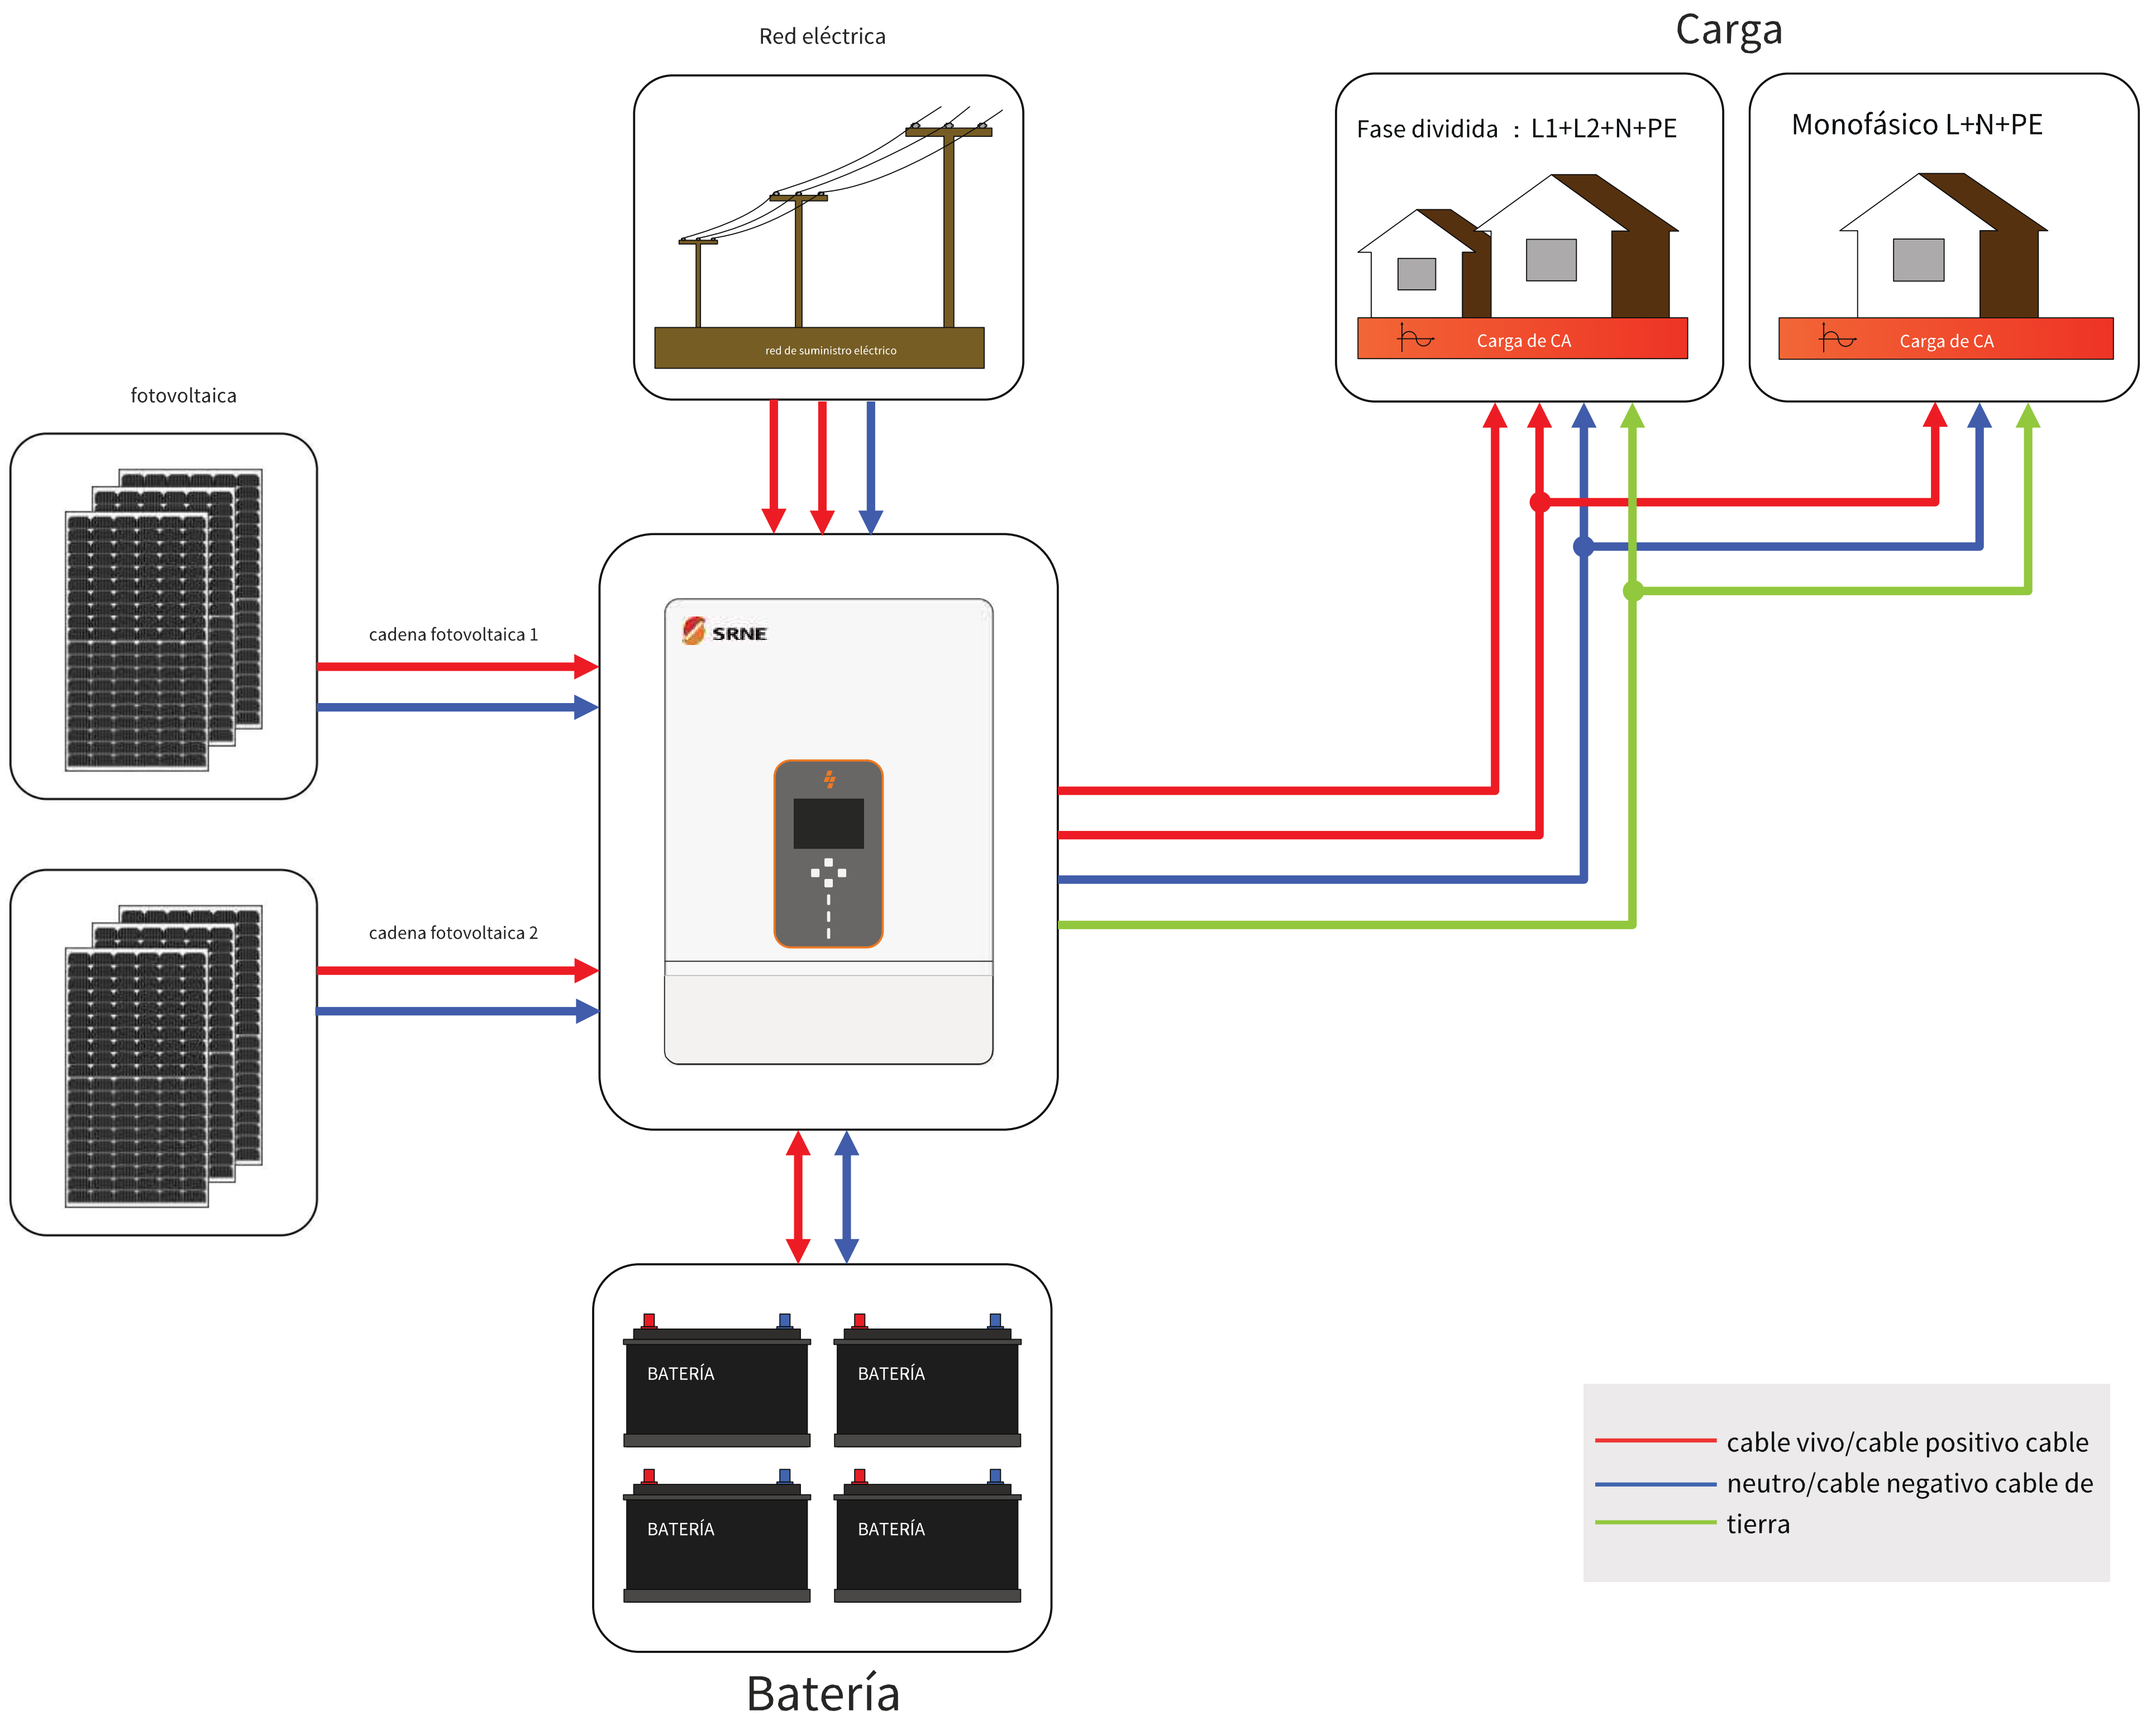 Red eléctrica
Carga
Fase dividida : L1+L2+N+PE
Monofásico L+N+PE
Carga de CA
Carga de CA
red de suministro eléctrico
fotovoltaica
cadena fotovoltaica 1
SRNE
cadena fotovoltaica 2
BATERÍA
BATERÍA
BATERÍA
BATERÍA
cable vivo/cable positivo cable
neutro/cable negativo cable de
tierra
Batería